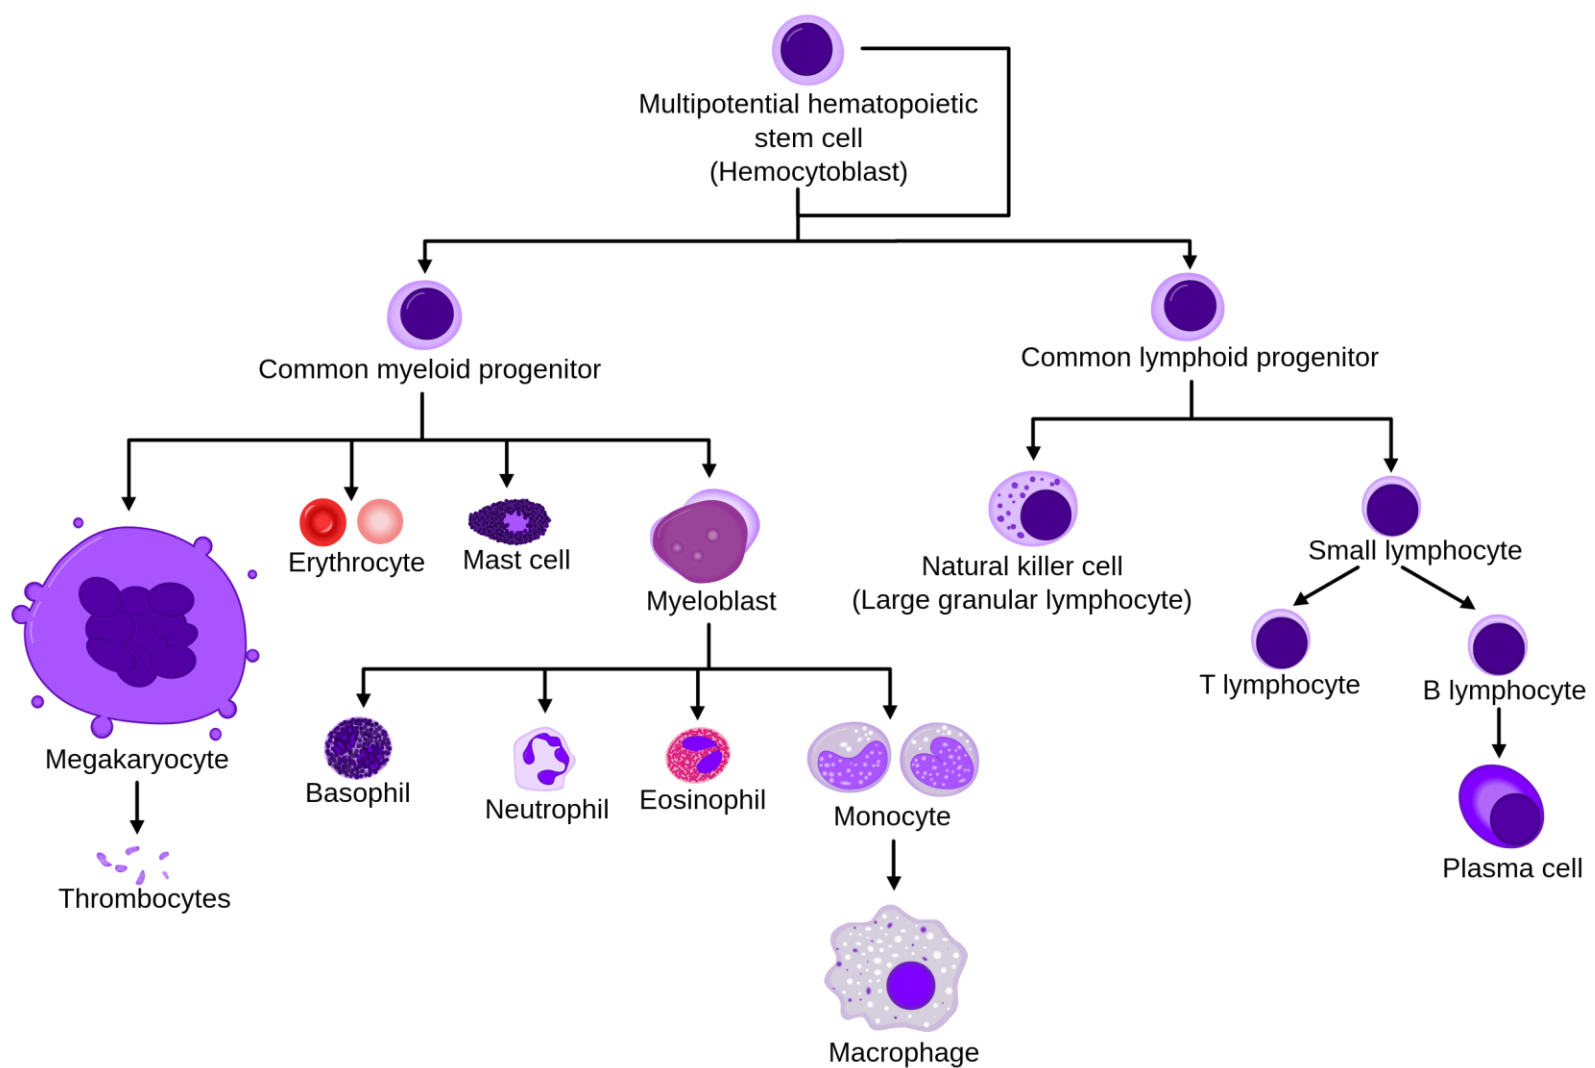 Multipotential hematopoietic
stem cell
(Hemocytoblast)
Common myeloid progenitor
Common lymphoid progenitor
Erythrocyte
Mast cell
Myeloblast
Natural killer cell
(Large granular lymphocyte)
Small lymphocyte
T lymphocyte
B lymphocyte
Megakaryocyte
Basophil
Neutrophil
Eosinophil
Monocyte
Plasma cell
Thrombocytes
Macrophage